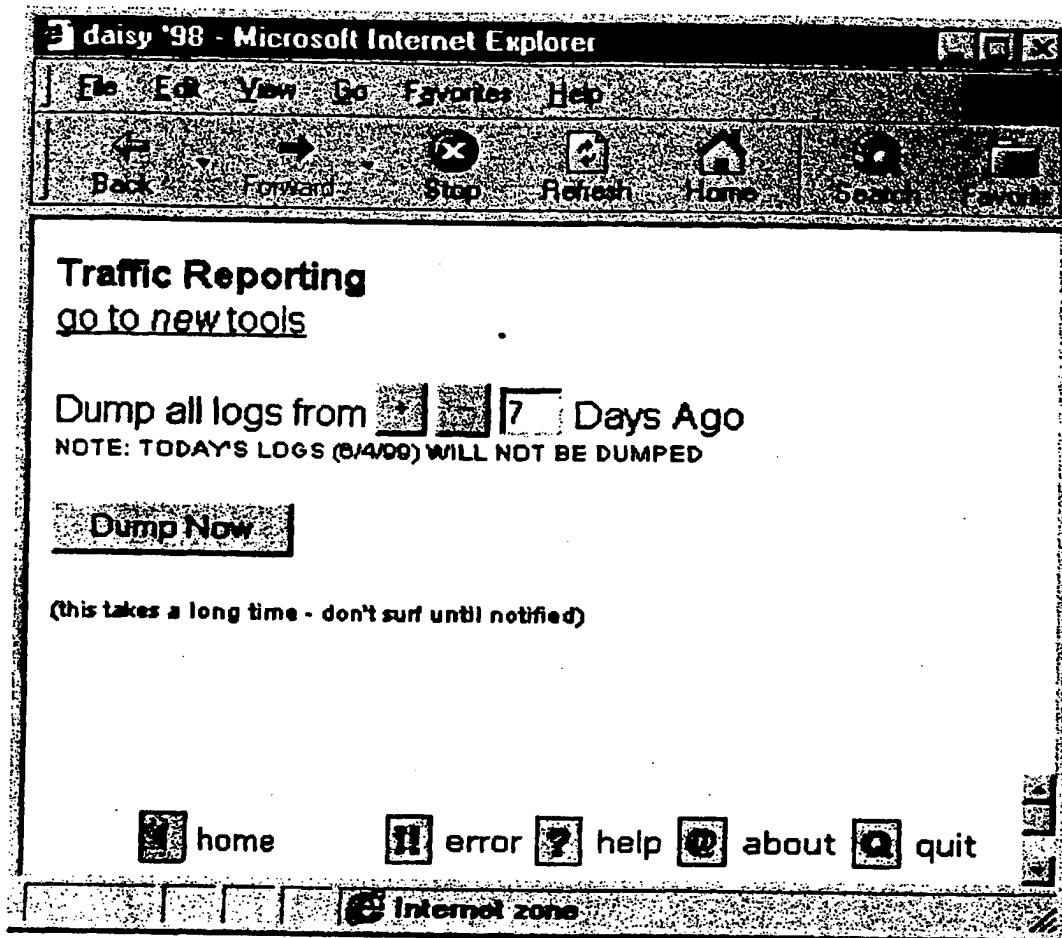 daisy '98 - Microsoft Internet Explorer
File Edit View Go Favorites Help
Back Forward Stop Refresh Home Search Favorite
Traffic Reporting
go to new tools
Dump all logs from + - 7 Days Ago
NOTE: TODAY'S LOGS (6/4/99) WILL NOT BE DUMPED
Dump Now
(this takes a long time - don't surf until notified)
home !! error ? help @ about Q quit
Internet zone